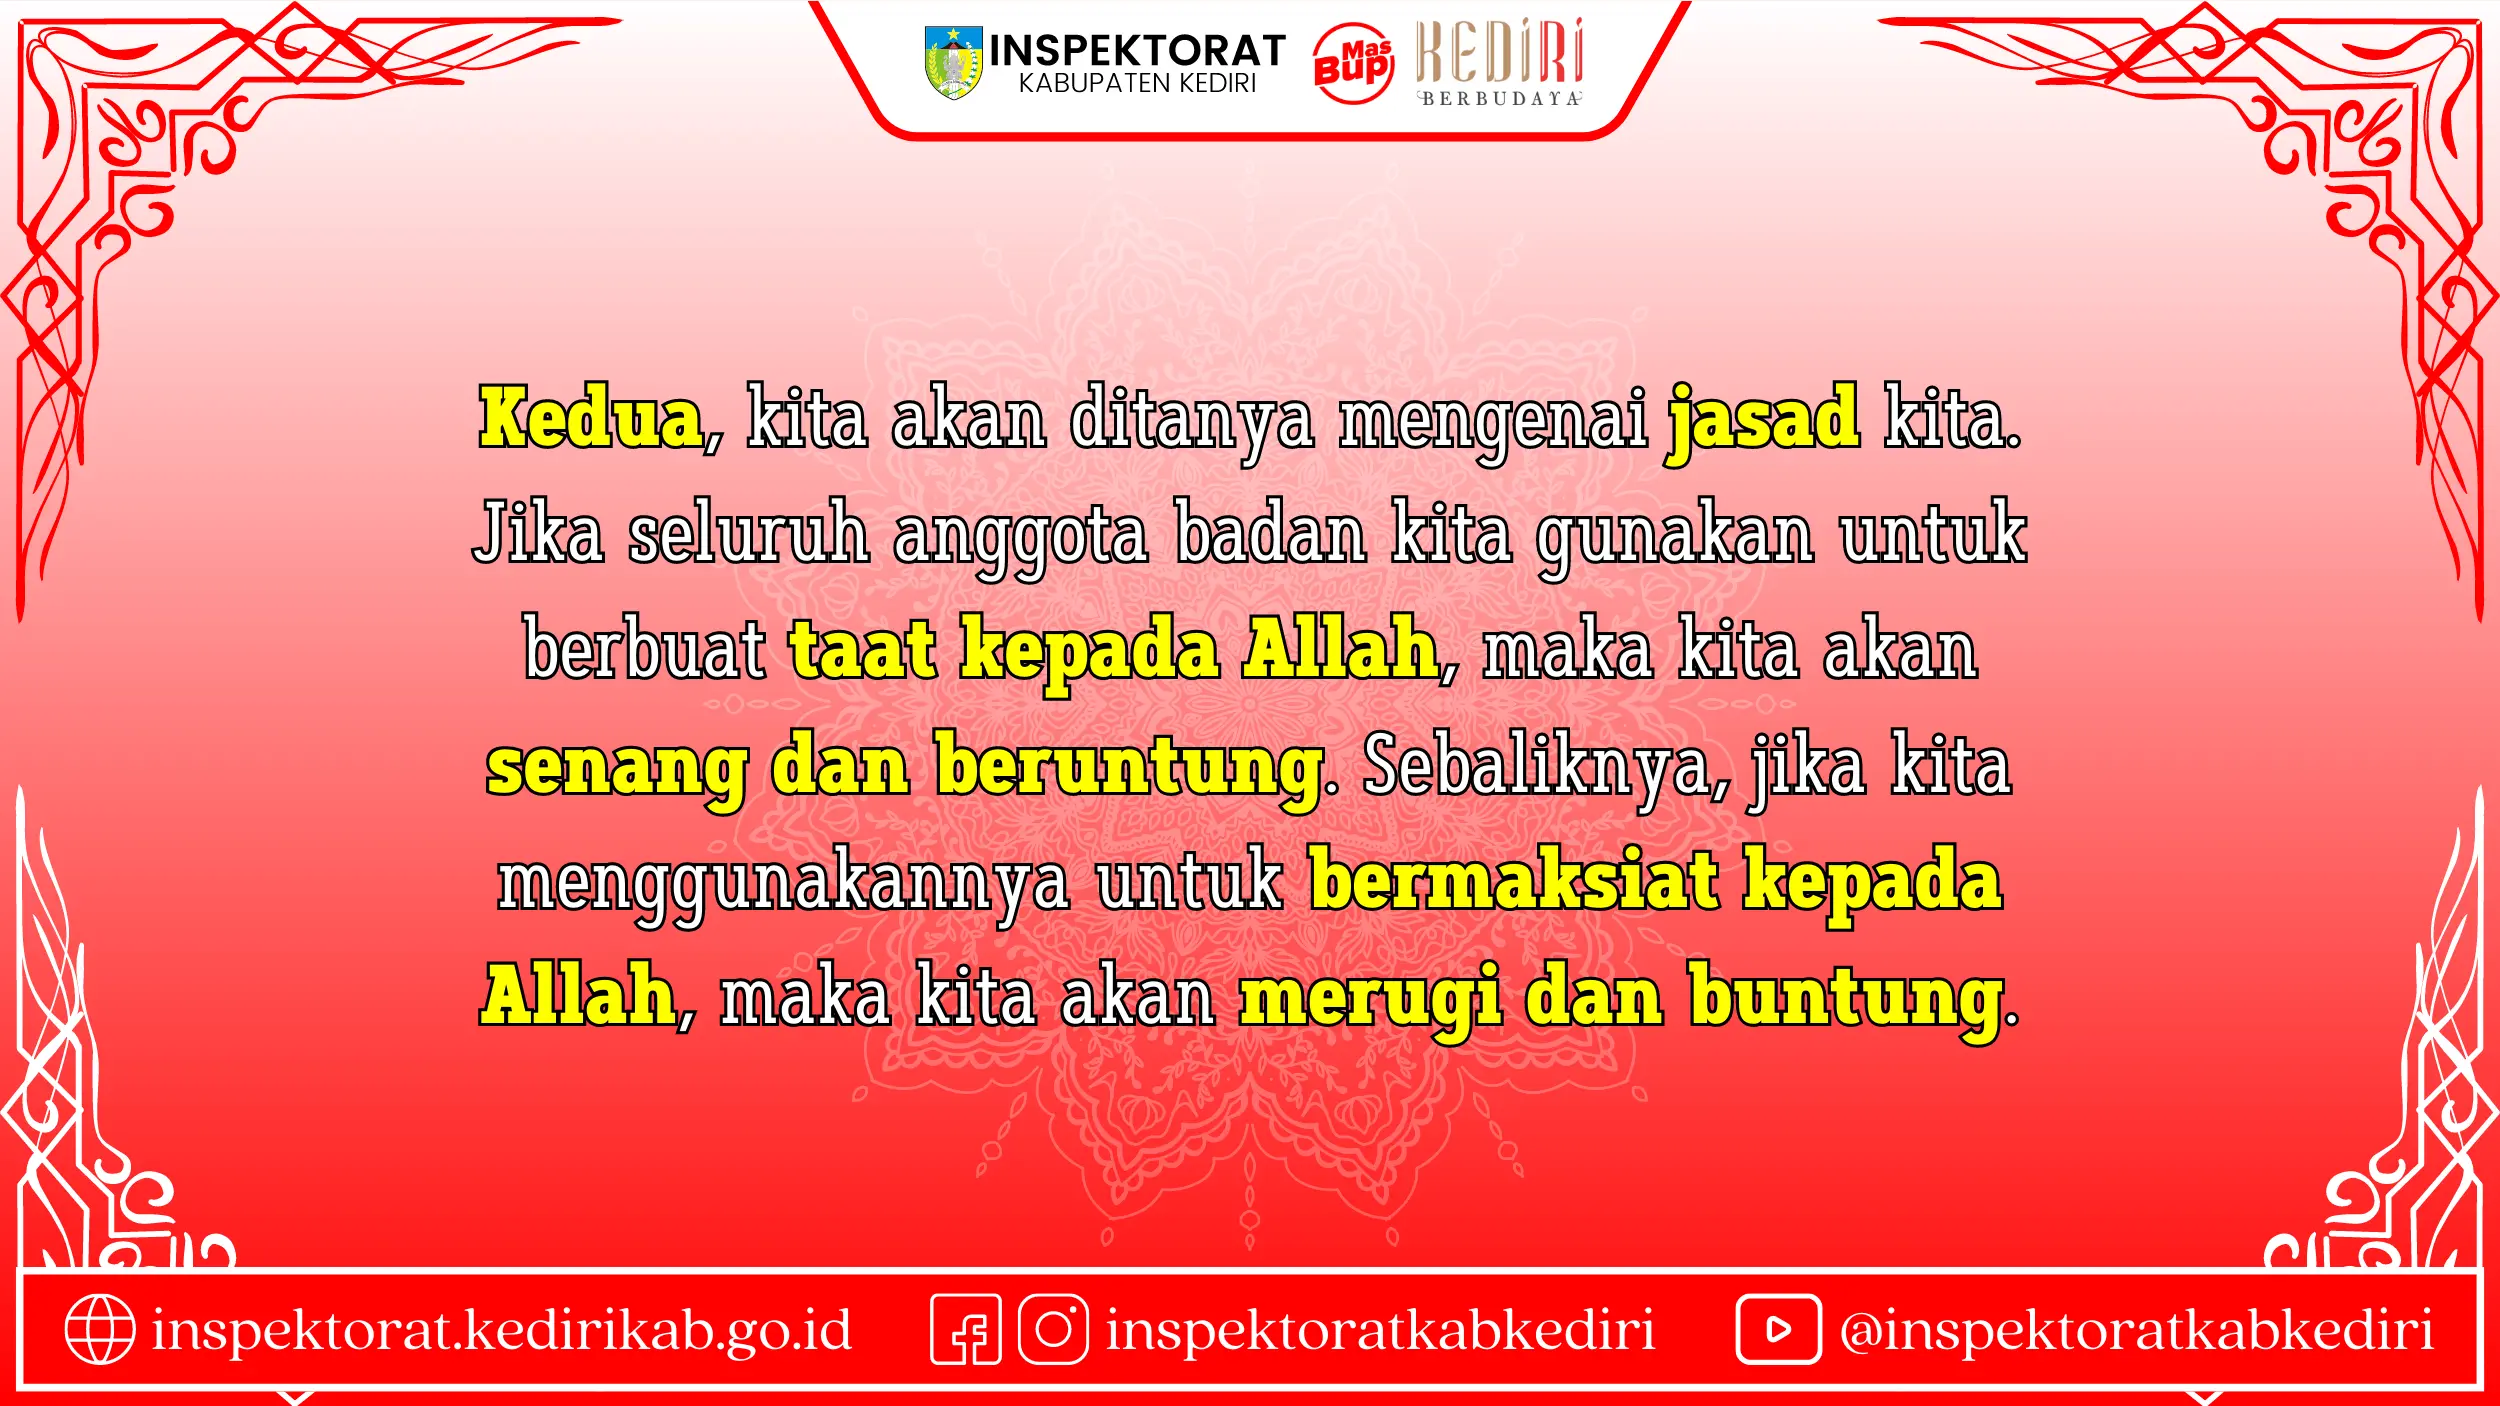 INSPEKTORAT
KABUPATEN KEDIRI
Mas
Bup
KEDIRI
BERBUDAYA
Kedua, kita akan ditanya mengenai jasad kita.
Jika seluruh anggota badan kita gunakan untuk
berbuat taat kepada Allah, maka kita akan
senang dan beruntung. Sebaliknya, jika kita
menggunakannya untuk bermaksiat kepada
Allah, maka kita akan merugi dan buntung.
inspektorat.kedirikab.go.id
inspektoratkabkediri
@inspektoratkabkediri